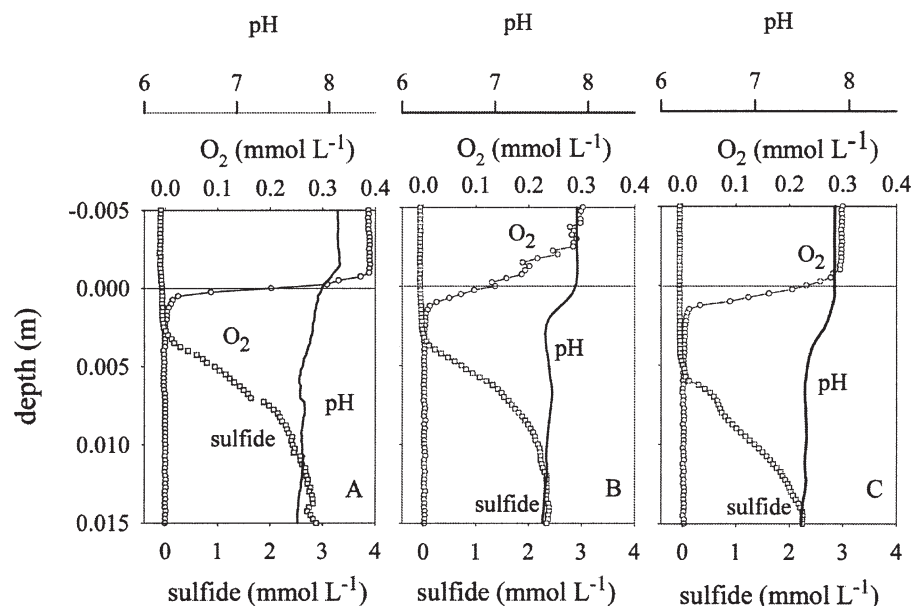 pH pH pH
6 7 8 6 7 8 6 7 8
O2 (mmol L-1) O2 (mmol L-1) O2 (mmol L-1)
0.0 0.1 0.2 0.3 0.4 0.0 0.1 0.2 0.3 0.4 0.0 0.1 0.2 0.3 0.4
-0.005
0.000
0.005
0.010
0.015
depth (m)
O2
pH
sulfide
A
O2
pH
sulfide
B
O2
pH
sulfide
C
0 1 2 3 4 0 1 2 3 4 0 1 2 3 4
sulfide (mmol L-1) sulfide (mmol L-1) sulfide (mmol L-1)